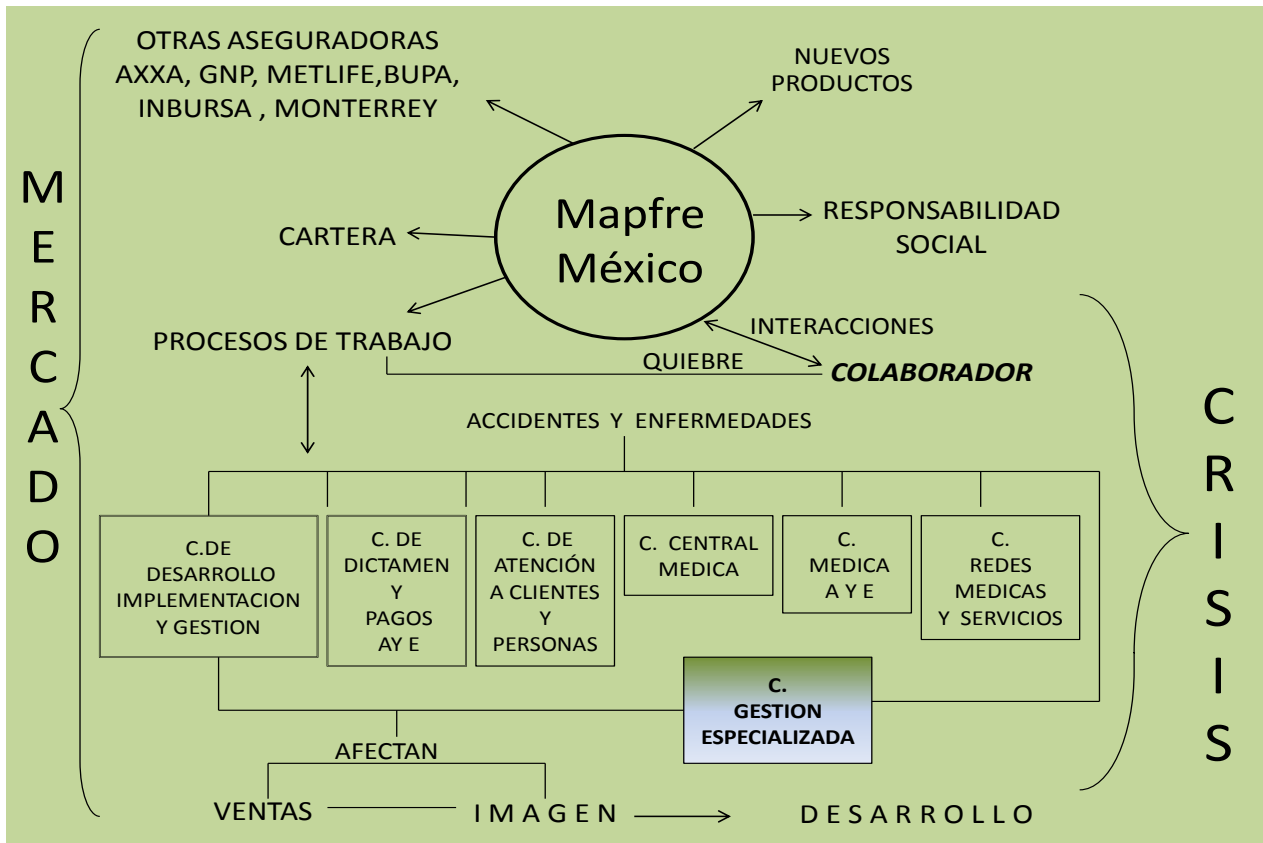 OTRAS ASEGURADORAS
AXXA, GNP, METLIFE,BUPA,
INBURSA , MONTERREY
NUEVOS
PRODUCTOS
MERCADO
Mapfre
México
CARTERA
RESPONSABILIDAD
SOCIAL
PROCESOS DE TRABAJO
INTERACCIONES
QUIEBRE
COLABORADOR
CRISIS
ACCIDENTES Y ENFERMEDADES
C.DE
DESARROLLO
IMPLEMENTACION
Y GESTION
C. DE
DICTAMEN
Y
PAGOS
AY E
C. DE
ATENCIÓN
A CLIENTES
Y
PERSONAS
C. CENTRAL
MEDICA
C.
MEDICA
A Y E
C.
REDES
MEDICAS
Y SERVICIOS
C.
GESTION
ESPECIALIZADA
AFECTAN
VENTAS
I M A G E N
D E S A R R O L L O